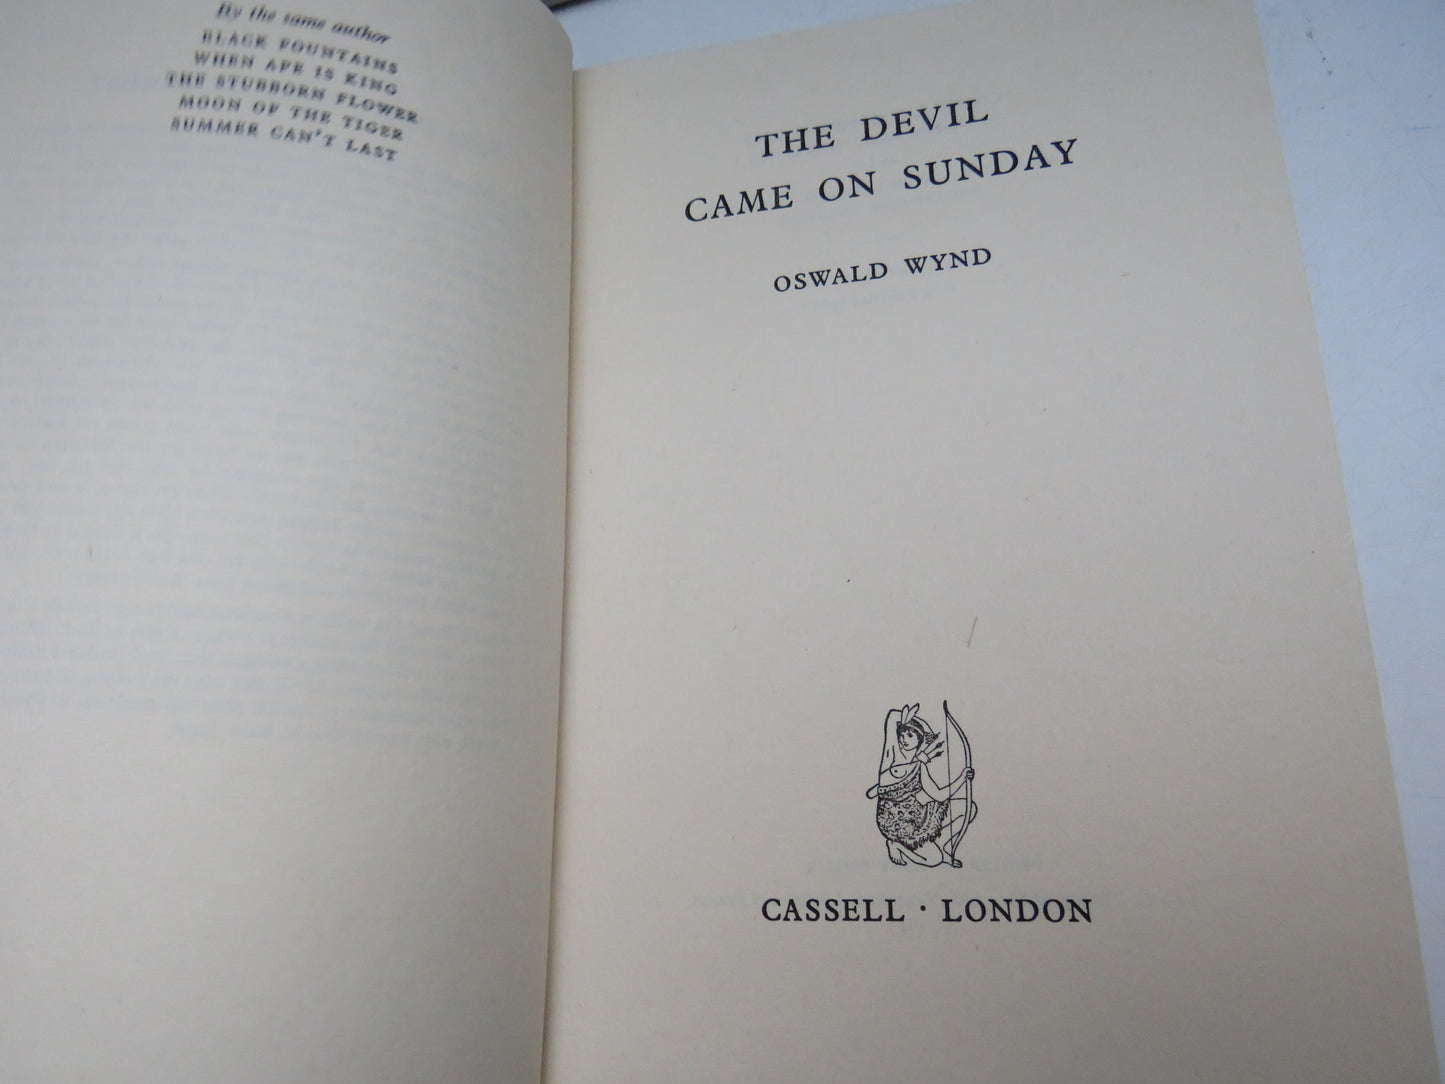 By the same author
BLACK FOUNTAINS
WHEN APE IS KING
THE STUBBORN FLOWER
MOON OF THE TIGER
SUMMER CAN'T LAST
THE DEVIL
CAME ON SUNDAY
OSWALD WYND
CASSELL · LONDON